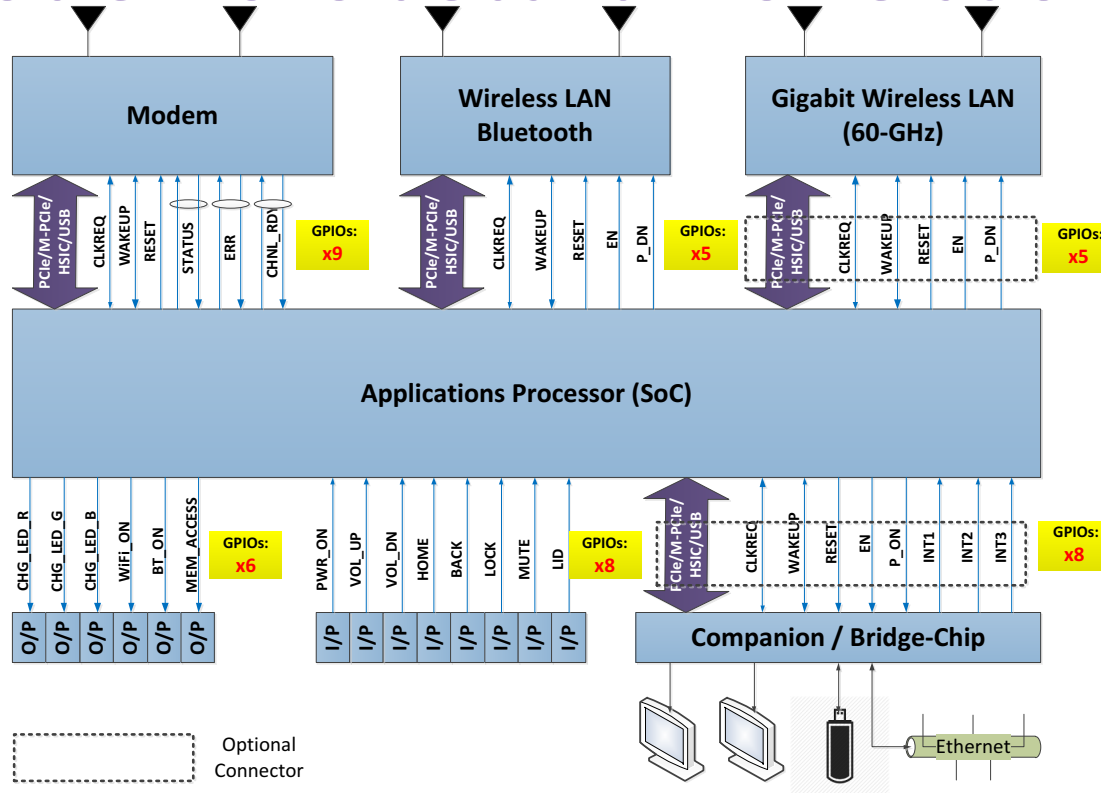 Modem
Wireless LAN
Bluetooth
Gigabit Wireless LAN
(60-GHz)
PCIe/M-PCIe/
HSIC/USB
CLKREQ
WAKEUP
RESET
STATUS
ERR
CHNL_RDY
GPIOs:
x9
PCIe/M-PCIe/
HSIC/USB
CLKREQ
WAKEUP
RESET
EN
P_DN
GPIOs:
x5
PCIe/M-PCIe/
HSIC/USB
CLKREQ
WAKEUP
RESET
EN
P_DN
GPIOs:
x5
Applications Processor (SoC)
CHG_LED_R
CHG_LED_G
CHG_LED_B
WiFi_ON
BT_ON
MEM_ACCESS
GPIOs:
x6
PWR_ON
VOL_UP
VOL_DN
HOME
BACK
LOCK
MUTE
LID
GPIOs:
x8
PCIe/M-PCIe/
HSIC/USB
CLKREQ
WAKEUP
RESET
EN
P_ON
INT1
INT2
INT3
GPIOs:
x8
O/P
O/P
O/P
O/P
O/P
O/P
I/P
I/P
I/P
I/P
I/P
I/P
I/P
I/P
Companion / Bridge-Chip
Optional
Connector
Ethernet